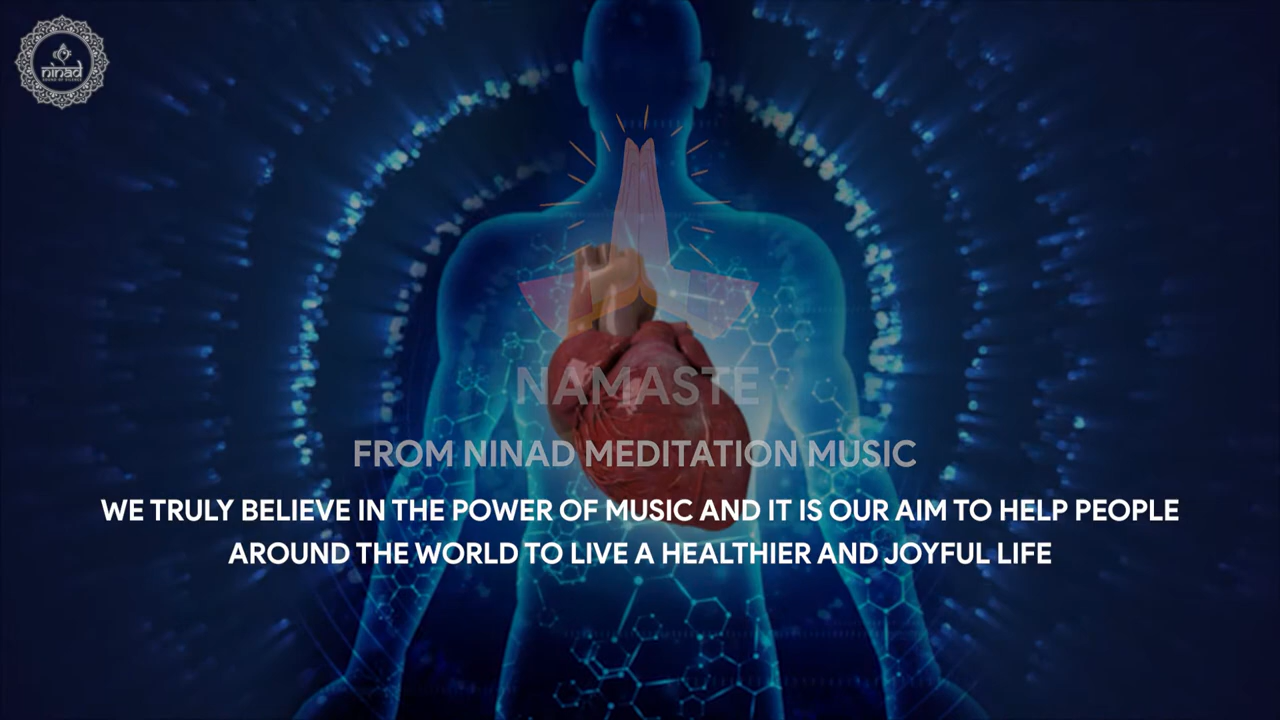 ninad
NAMASTE
FROM NINAD MEDITATION MUSIC
WE TRULY BELIEVE IN THE POWER OF MUSIC AND IT IS OUR AIM TO HELP PEOPLE
AROUND THE WORLD TO LIVE A HEALTHIER AND JOYFUL LIFE